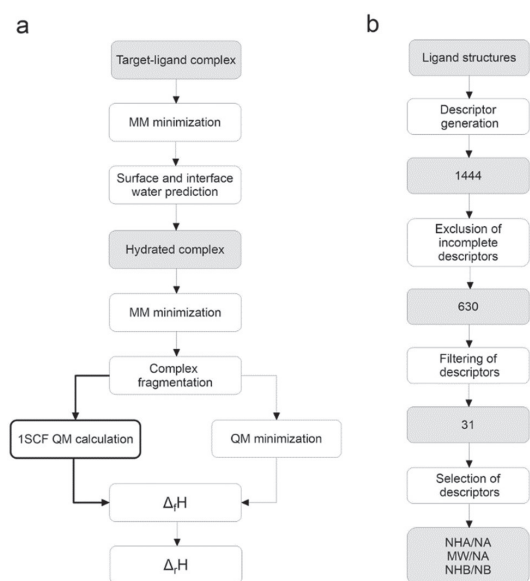 a
Target-ligand complex
MM minimization
Surface and interface
water prediction
Hydrated complex
MM minimization
Complex
fragmentation
1SCF QM calculation
QM minimization
ΔfH
ΔrH
b
Ligand structures
Descriptor
generation
1444
Exclusion of
incomplete
descriptors
630
Filtering of
descriptors
31
Selection of
descriptors
NHA/NA
MW/NA
NHB/NB